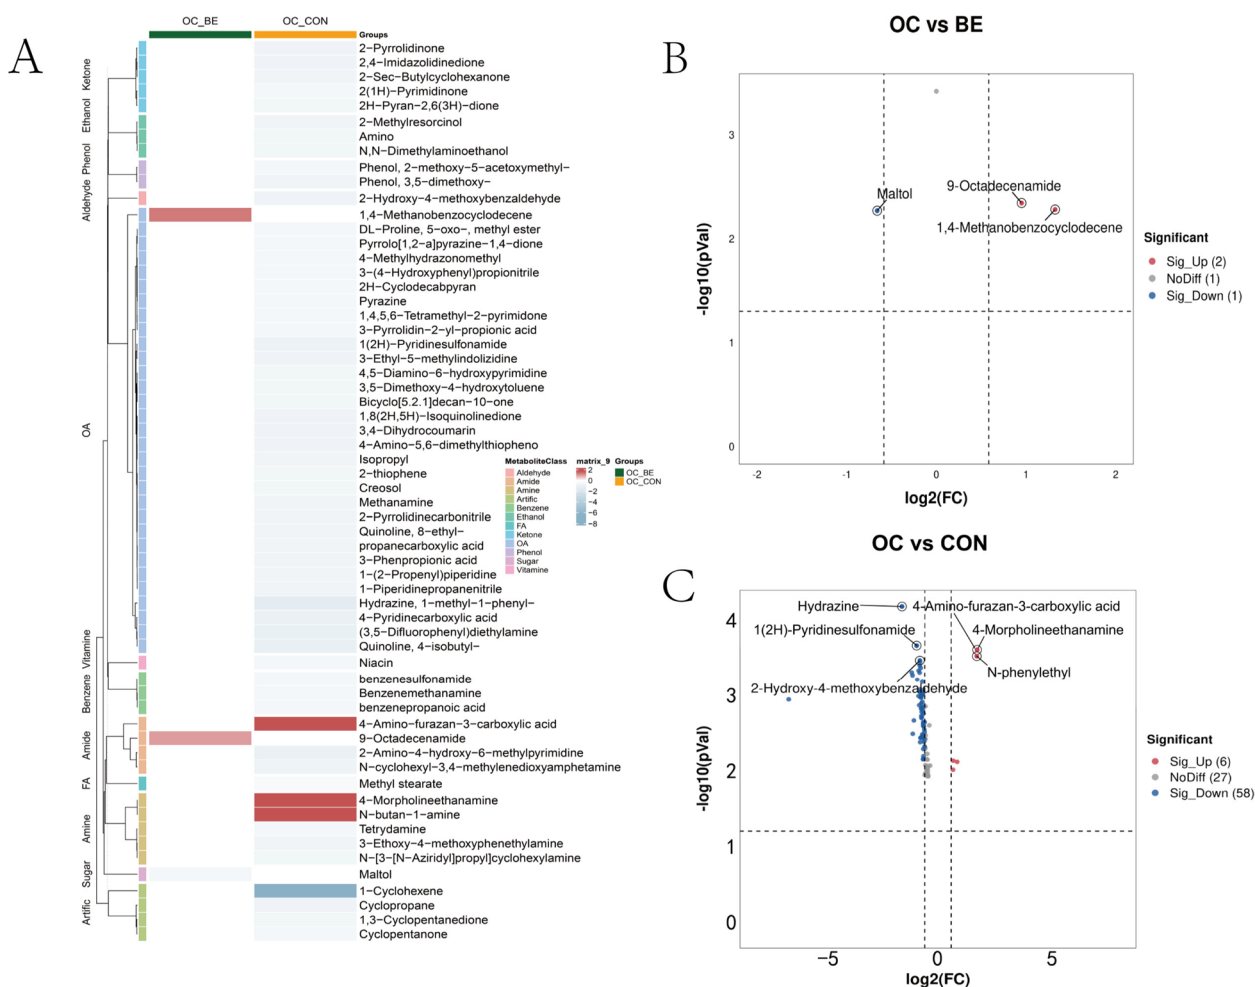 A
OC_BE
OC_CON
Groups
2-Pyrrolidinone
2,4-Imidazolidinedione
2-Sec-Butylcyclohexanone
2(1H)-Pyrimidinone
2H-Pyran-2,6(3H)-dione
2-Methylresorcinol
Amino
N,N-Dimethylaminoethanol
Phenol, 2-methoxy-5-acetoxymethyl-
Phenol, 3,5-dimethoxy-
2-Hydroxy-4-methoxybenzaldehyde
1,4-Methanobenzocyclodecene
DL-Proline, 5-oxo-, methyl ester
Pyrrolo[1,2-a]pyrazine-1,4-dione
4-Methylhydrazonomethyl
3-(4-Hydroxyphenyl)propionitrile
2H-Cyclodecabpyran
Pyrazine
1,4,5,6-Tetramethyl-2-pyrimidone
3-Pyrrolidin-2-yl-propionic acid
1(2H)-Pyridinesulfonamide
3-Ethyl-5-methylindolizidine
4,5-Diamino-6-hydroxypyrimidine
3,5-Dimethoxy-4-hydroxytoluene
Bicyclo[5.2.1]decan-10-one
1,8(2H,5H)-Isoquinolinedione
3,4-Dihydrocoumarin
4-Amino-5,6-dimethylthiopheno
Isopropyl
2-thiophene
Creosol
Methanamine
2-Pyrrolidinecarbonitrile
Quinoline, 8-ethyl-
propanecarboxylic acid
3-Phenpropionic acid
1-(2-Propenyl)piperidine
1-Piperidinepropanenitrile
Hydrazine, 1-methyl-1-phenyl-
4-Pyridinecarboxylic acid
(3,5-Difluorophenyl)diethylamine
Quinoline, 4-isobutyl-
Niacin
benzenesulfonamide
Benzenemethanamine
benzenepropanoic acid
4-Amino-furazan-3-carboxylic acid
9-Octadecenamide
2-Amino-4-hydroxy-6-methylpyrimidine
N-cyclohexyl-3,4-methylenedioxyamphetamine
Methyl stearate
4-Morpholineethanamine
N-butan-1-amine
Tetrydamine
3-Ethoxy-4-methoxyphenethylamine
N-[3-[N-Aziridyl]propyl]cyclohexylamine
Maltol
1-Cyclohexene
Cyclopropane
1,3-Cyclopentanedione
Cyclopentanone
Ketone
Ethanol
Phenol
Aldehyde
OA
Vitamine
Benzene
Amide
FA
Amine
Sugar
Artific
MetaboliteClass
Aldehyde
Amide
Amine
Artific
Benzene
Ethanol
FA
Ketone
OA
Phenol
Sugar
Vitamine
matrix_9
2
0
-2
-4
-6
-8
Groups
OC_BE
OC_CON
B
OC vs BE
-log10(pVal)
3
2
1
0
-2
-1
0
1
2
log2(FC)
Maltol
9-Octadecenamide
1,4-Methanobenzocyclodecene
Significant
Sig_Up (2)
NoDiff (1)
Sig_Down (1)
C
OC vs CON
-log10(pVal)
4
3
2
1
0
-5
0
5
log2(FC)
Hydrazine
4-Amino-furazan-3-carboxylic acid
1(2H)-Pyridinesulfonamide
4-Morpholineethanamine
N-phenylethyl
2-Hydroxy-4-methoxybenzaldehyde
Significant
Sig_Up (6)
NoDiff (27)
Sig_Down (58)